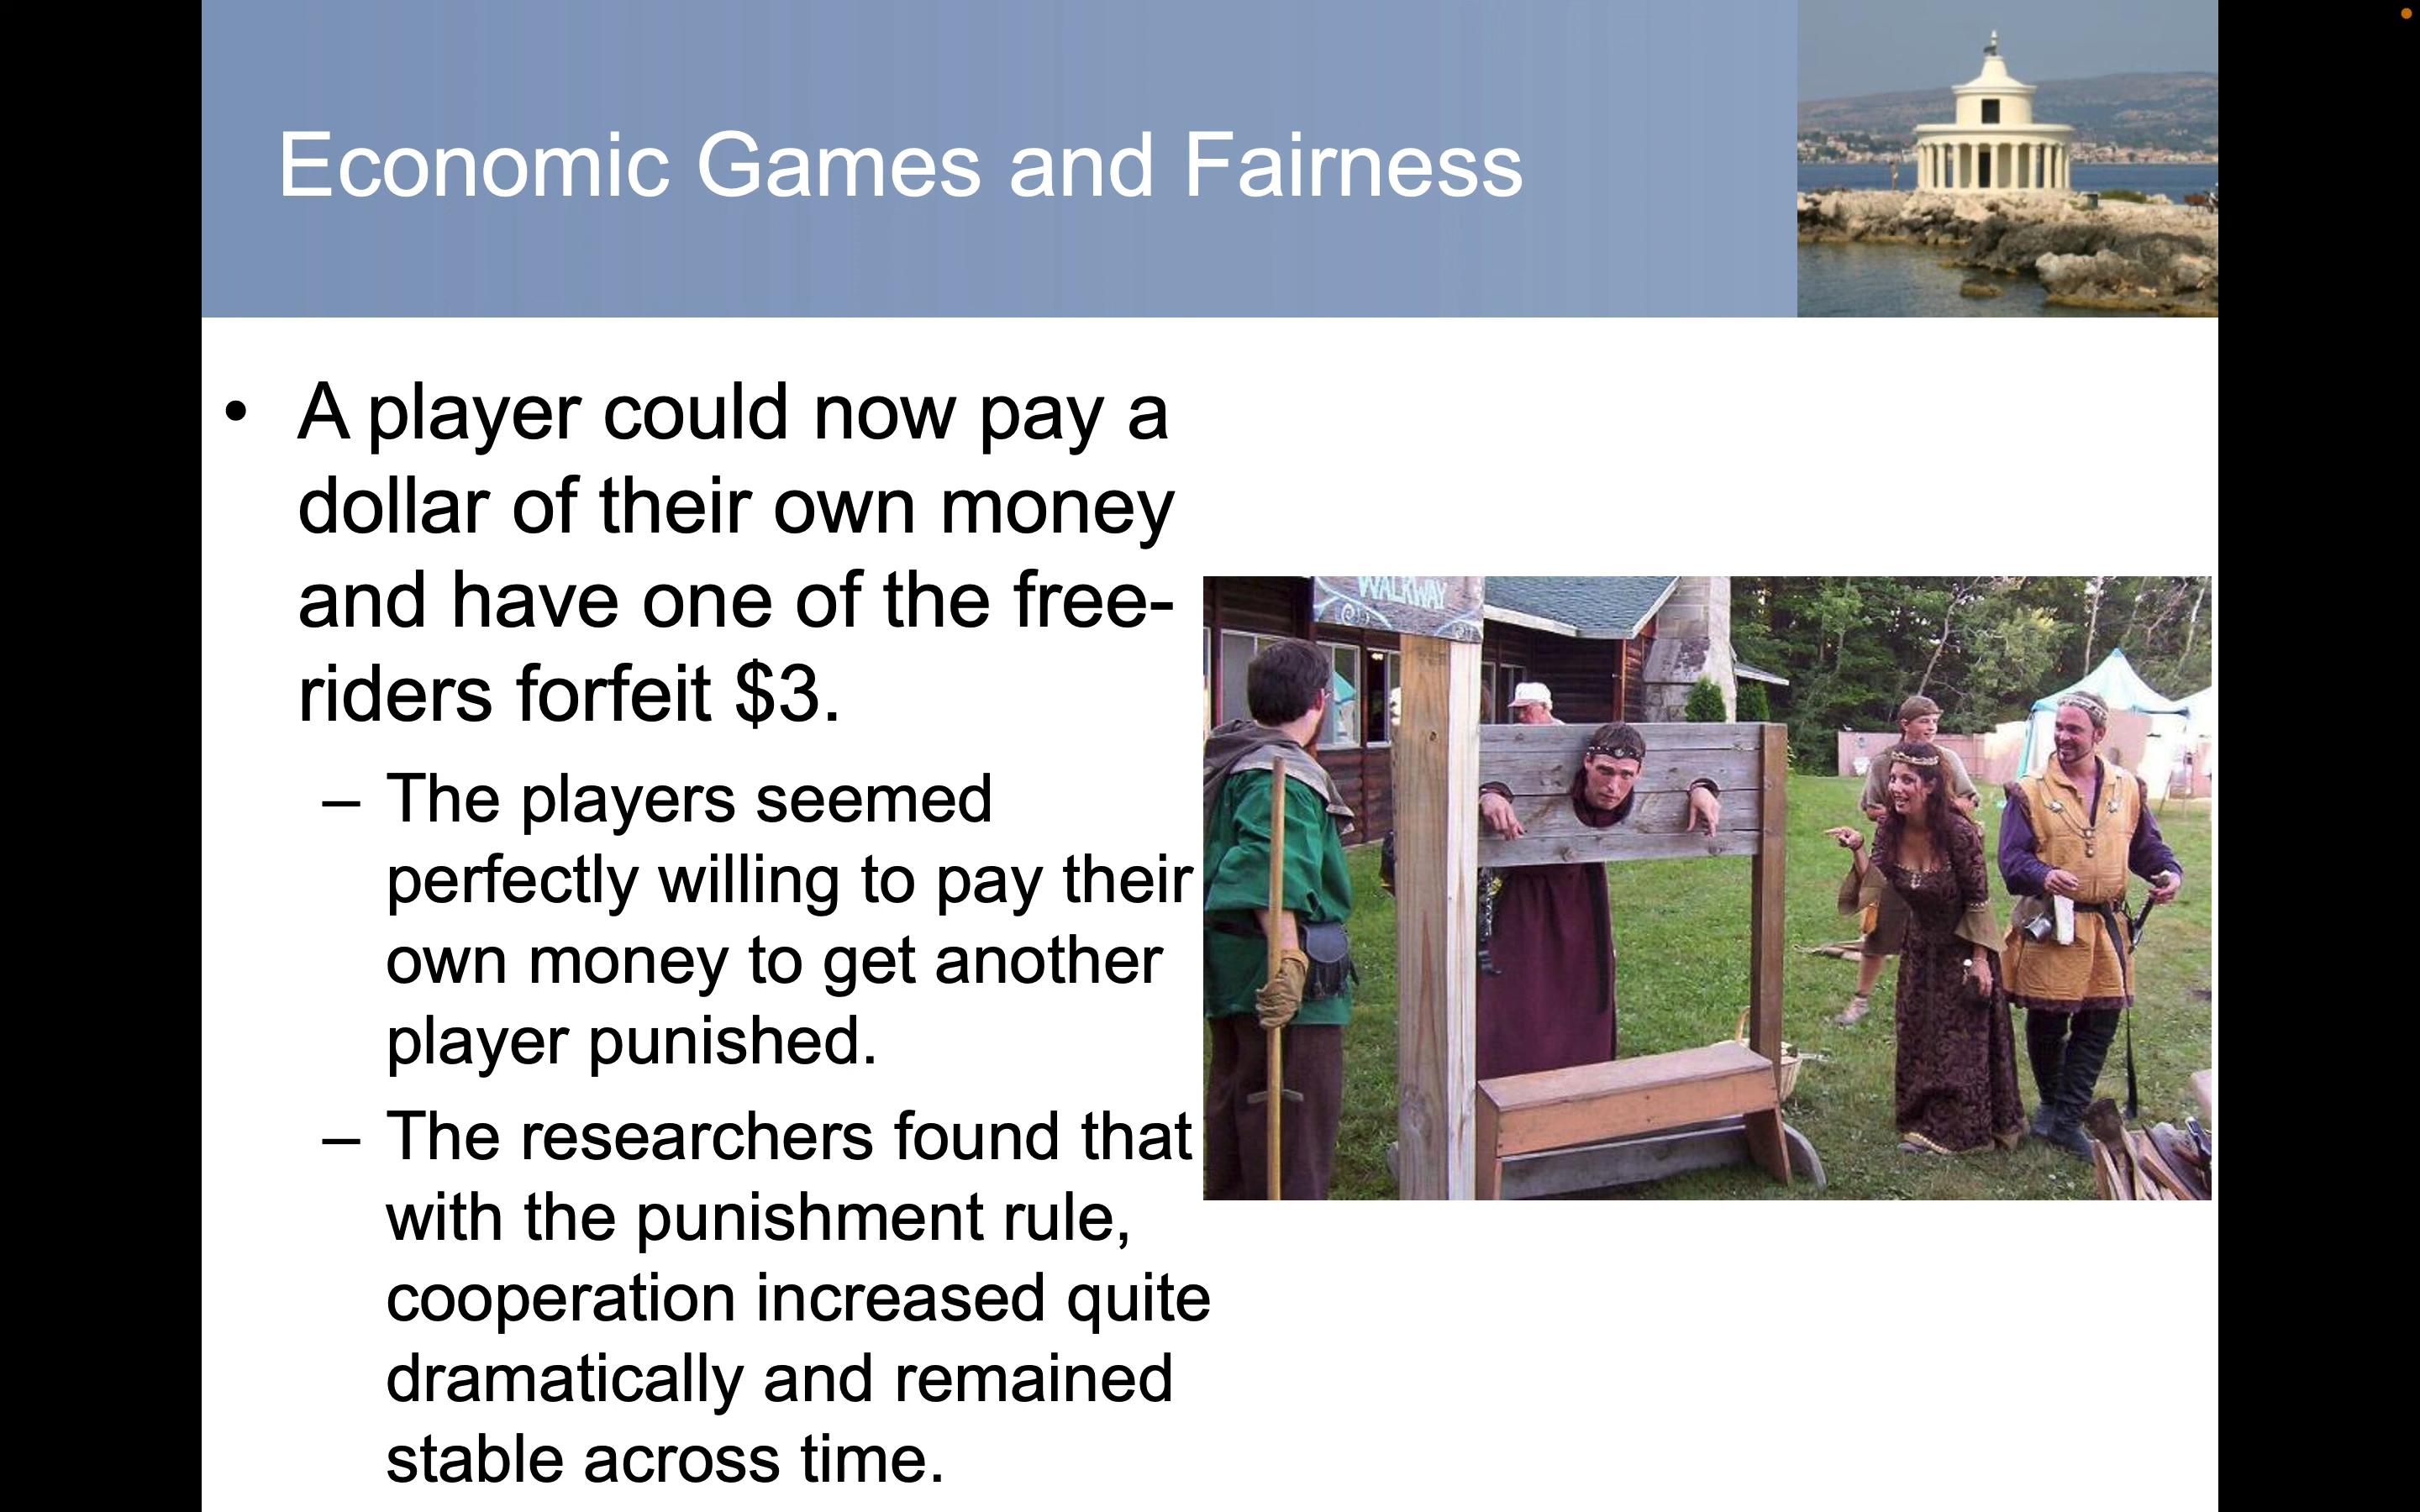 Economic Games and Fairness
• A player could now pay a
dollar of their own money
and have one of the free-
riders forfeit $3.
– The players seemed
perfectly willing to pay their
own money to get another
player punished.
– The researchers found that
with the punishment rule,
cooperation increased quite
dramatically and remained
stable across time.
WALKWAY